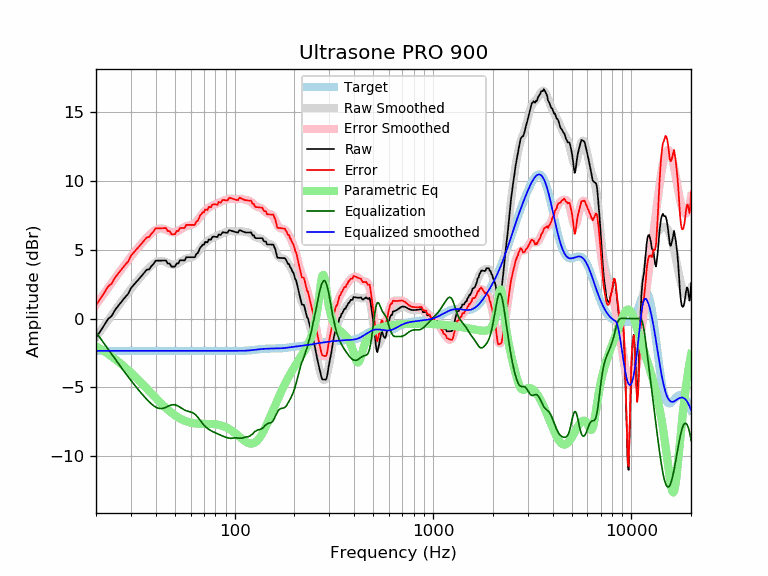 Ultrasone PRO 900
Target
Raw Smoothed
Error Smoothed
Raw
Error
Parametric Eq
Equalization
Equalized smoothed
15
10
5
0
−5
−10
Amplitude (dBr)
100
1000
10000
Frequency (Hz)